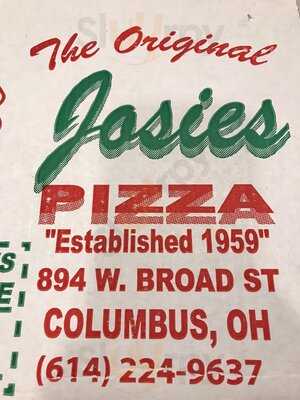 The Original
Josies
PIZZA
"Established 1959"
894 W. BROAD ST
COLUMBUS, OH
(614) 224-9637